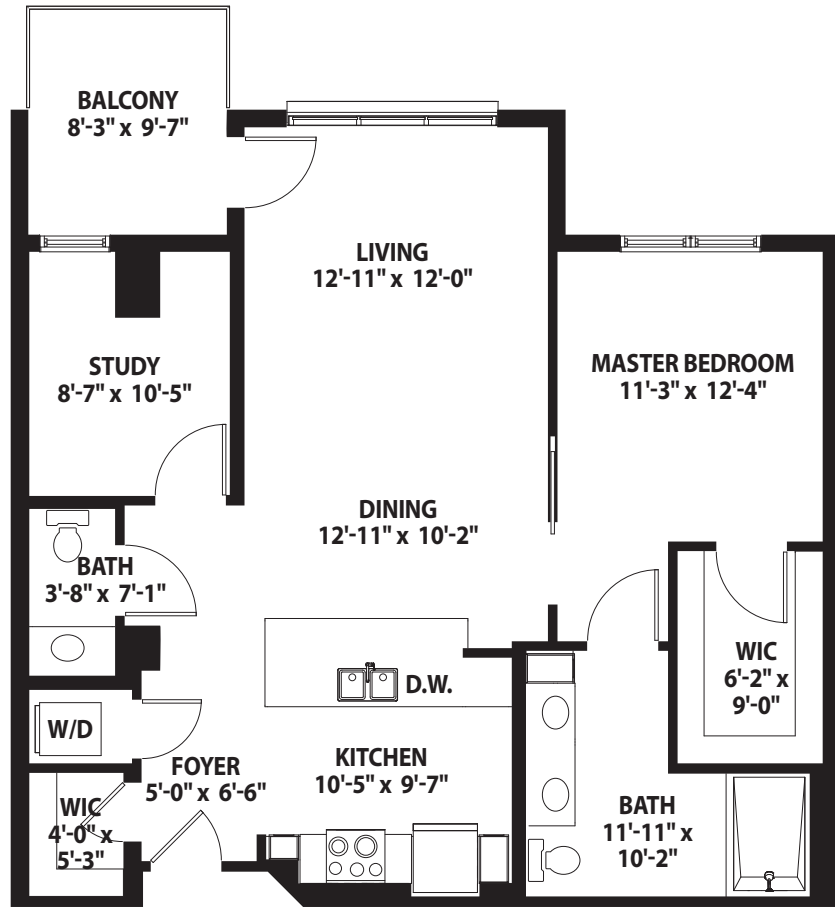 BALCONY
8'-3" x 9'-7"
LIVING
12'-11" x 12'-0"
STUDY
8'-7" x 10'-5"
MASTER BEDROOM
11'-3" x 12'-4"
DINING
12'-11" x 10'-2"
BATH
3'-8" x 7'-1"
WIC
6'-2" x
9'-0"
D.W.
W/D
FOYER
5'-0" x 6'-6"
KITCHEN
10'-5" x 9'-7"
WIC
4'-0" x
5'-3"
BATH
11'-11" x
10'-2"